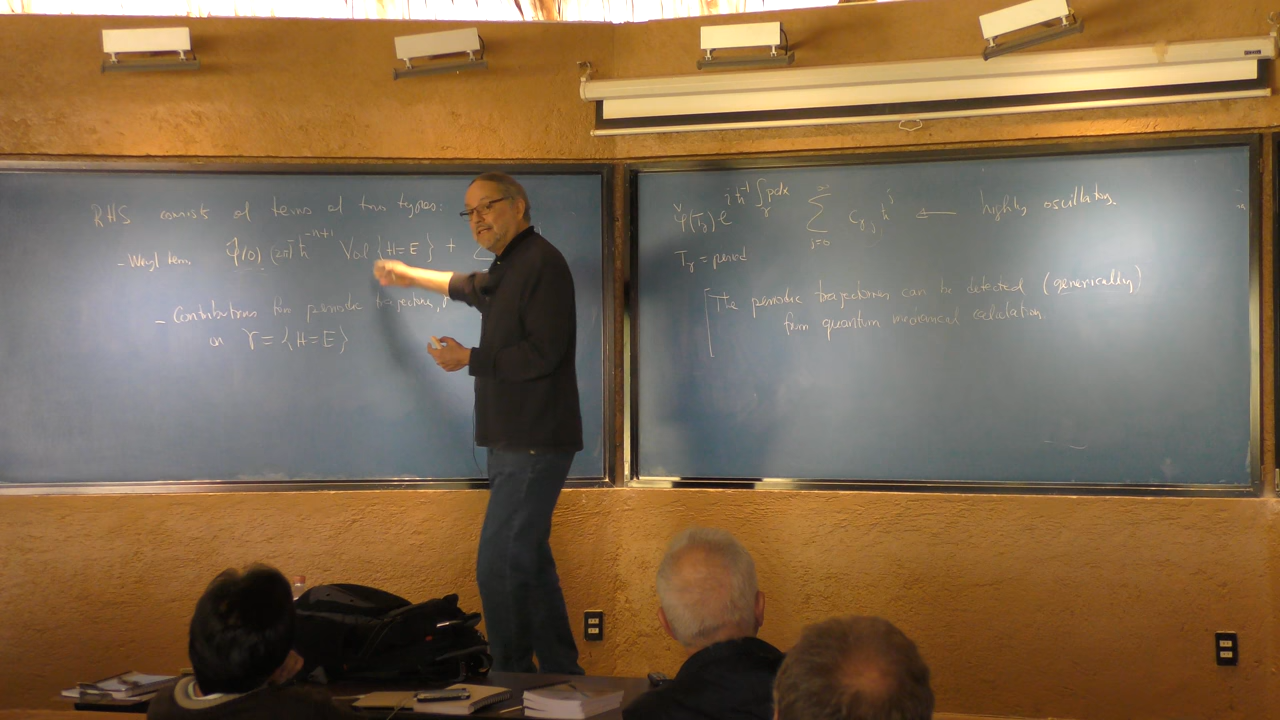 RHS consists of terms of two types:
- Weyl term φ̌(0) (2π)ħ^{-n+1} Vol {H=E} + Σ
- Contributions from periodic trajectory,
on Υ = {H=E}
φ̌(T_γ) e^{iħ^{-1} ∫_γ pdx} Σ_{j=0}^{∞} c_{γ,j} ħ^j ⟸ highly oscillatory
T_γ = period
The periodic trajectories can be detected (generically)
from quantum mechanical calculation.